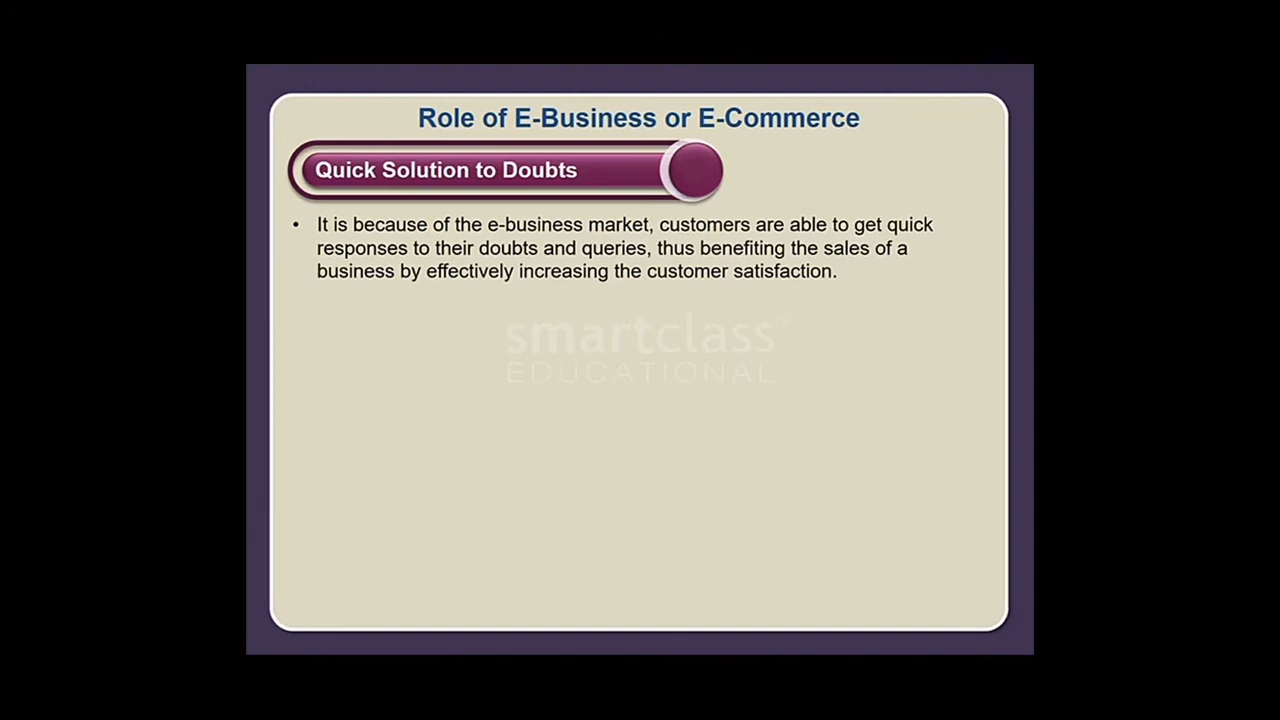 Role of E-Business or E-Commerce
Quick Solution to Doubts
• It is because of the e-business market, customers are able to get quick
responses to their doubts and queries, thus benefiting the sales of a
business by effectively increasing the customer satisfaction.
smartclass™
EDUCATIONAL